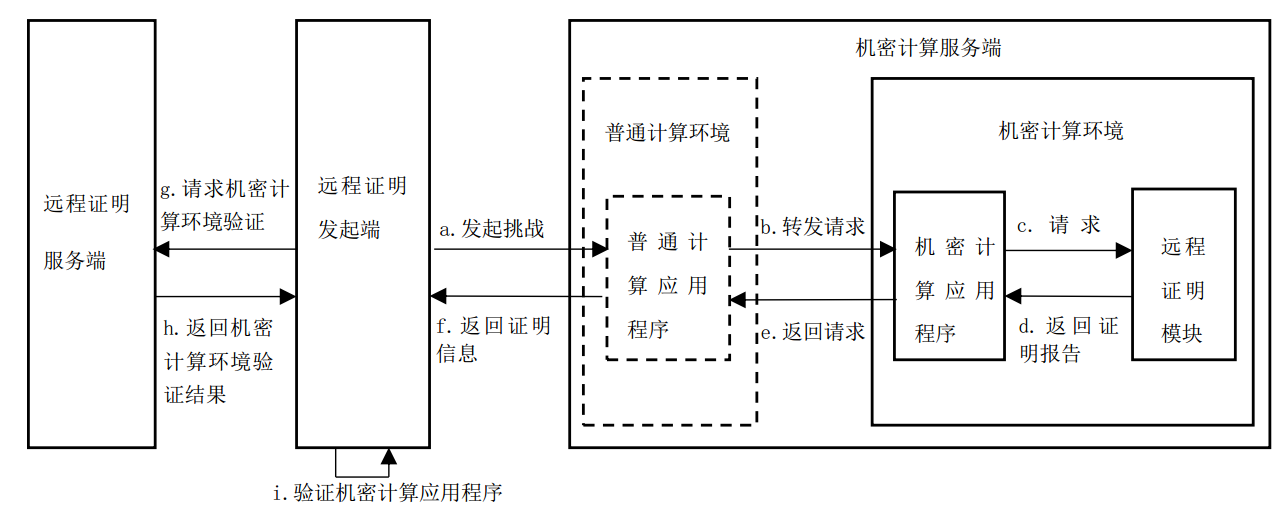 机密计算服务端
普通计算环境
机密计算环境
远程证明
服务端
g.请求机密计
算环境验证
h.返回机密
计算环境验
证结果
远程证明
发起端
a.发起挑战
f.返回证明
信息
普通计
算应用
程序
b.转发请求
e.返回请求
机密计
算应用
程序
c. 请求
d.返回证
明报告
远程
证明
模块
i.验证机密计算应用程序